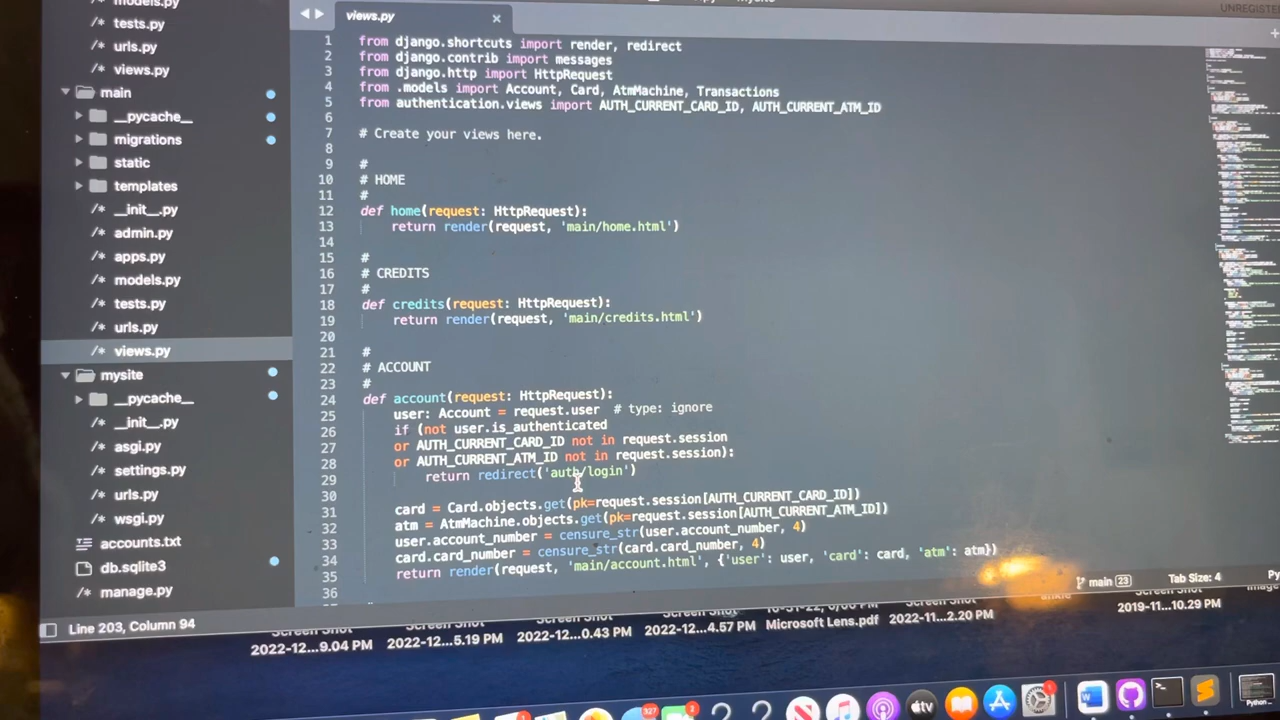 models.py
tests.py
urls.py
views.py
main
__pycache__
migrations
static
templates
__init__.py
admin.py
apps.py
models.py
tests.py
urls.py
views.py
mysite
__pycache__
__init__.py
asgi.py
settings.py
urls.py
wsgi.py
accounts.txt
db.sqlite3
manage.py
views.py
1 from django.shortcuts import render, redirect
2 from django.contrib import messages
3 from django.http import HttpRequest
4 from .models import Account, Card, AtmMachine, Transactions
5 from authentication.views import AUTH_CURRENT_CARD_ID, AUTH_CURRENT_ATM_ID
6
7 # Create your views here.
8
9 #
10 # HOME
11 #
12 def home(request: HttpRequest):
13 return render(request, 'main/home.html')
14
15 #
16 # CREDITS
17 #
18 def credits(request: HttpRequest):
19 return render(request, 'main/credits.html')
20
21 #
22 # ACCOUNT
23 #
24 def account(request: HttpRequest):
25 user: Account = request.user # type: ignore
26 if (not user.is_authenticated
27 or AUTH_CURRENT_CARD_ID not in request.session
28 or AUTH_CURRENT_ATM_ID not in request.session):
29 return redirect('auth/login')
30
31 card = Card.objects.get(pk=request.session[AUTH_CURRENT_CARD_ID])
32 atm = AtmMachine.objects.get(pk=request.session[AUTH_CURRENT_ATM_ID])
33 user.account_number = censure_str(user.account_number, 4)
34 card.card_number = censure_str(card.card_number, 4)
35 return render(request, 'main/account.html', {'user': user, 'card': card, 'atm': atm})
36
Line 203, Column 94
main 23
Tab Size: 4
Screen Shot
2022-12...9.04 PM
2022-12...5.19 PM
2022-12...0.43 PM
2022-12...4.57 PM
Microsoft Lens.pdf
2022-11...2.20 PM
2019-11...10.29 PM
327
2
tv
1
W
Python